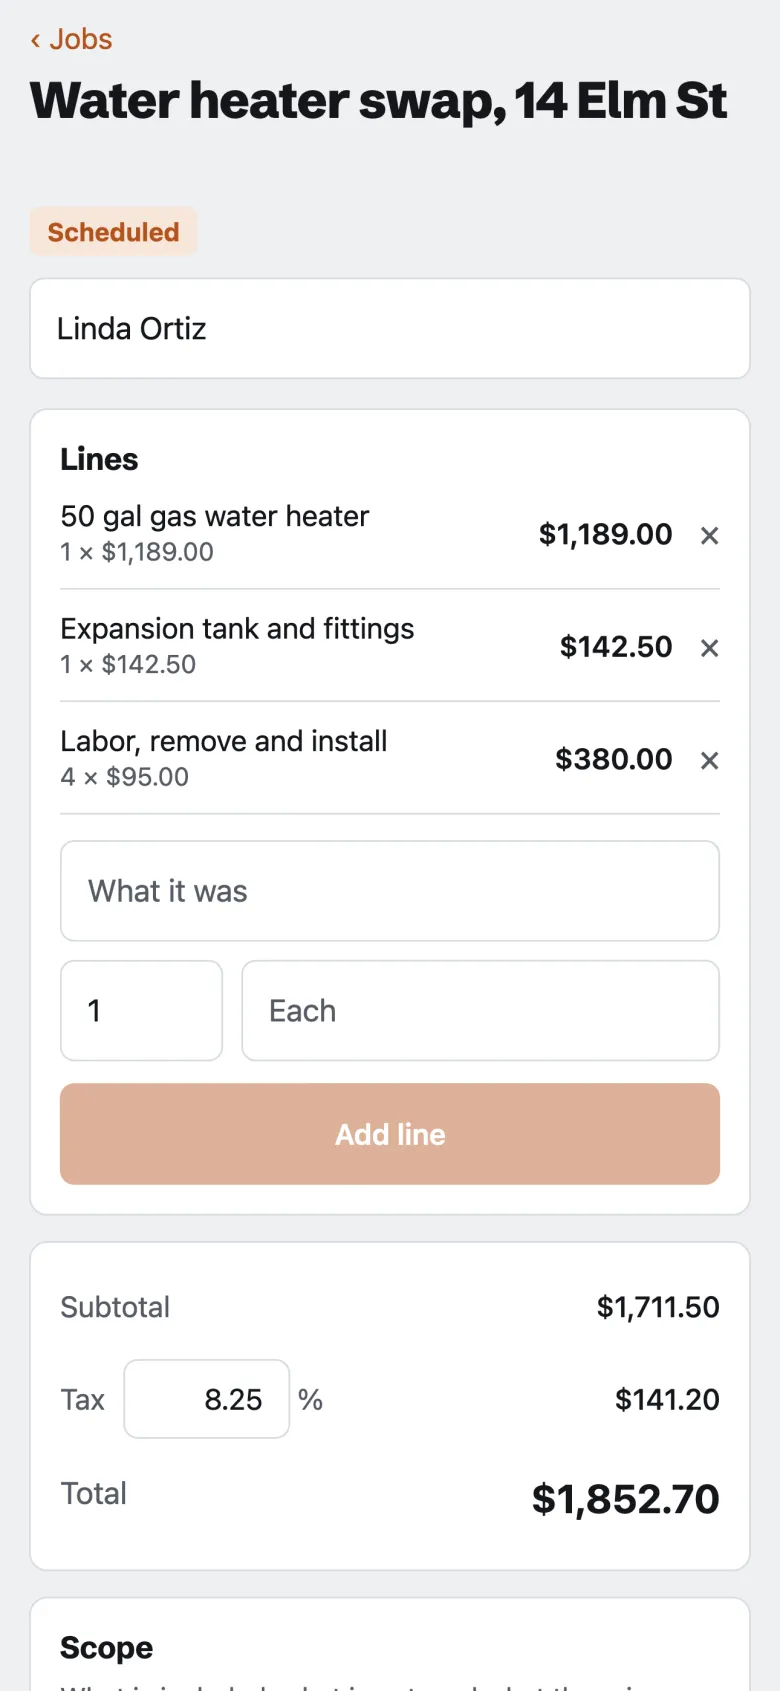 ‹ Jobs
Water heater swap, 14 Elm St
Scheduled
Linda Ortiz
Lines
50 gal gas water heater
1 × $1,189.00
$1,189.00 ×
Expansion tank and fittings
1 × $142.50
$142.50 ×
Labor, remove and install
4 × $95.00
$380.00 ×
What it was
1 Each
Add line
Subtotal $1,711.50
Tax 8.25 % $141.20
Total $1,852.70
Scope